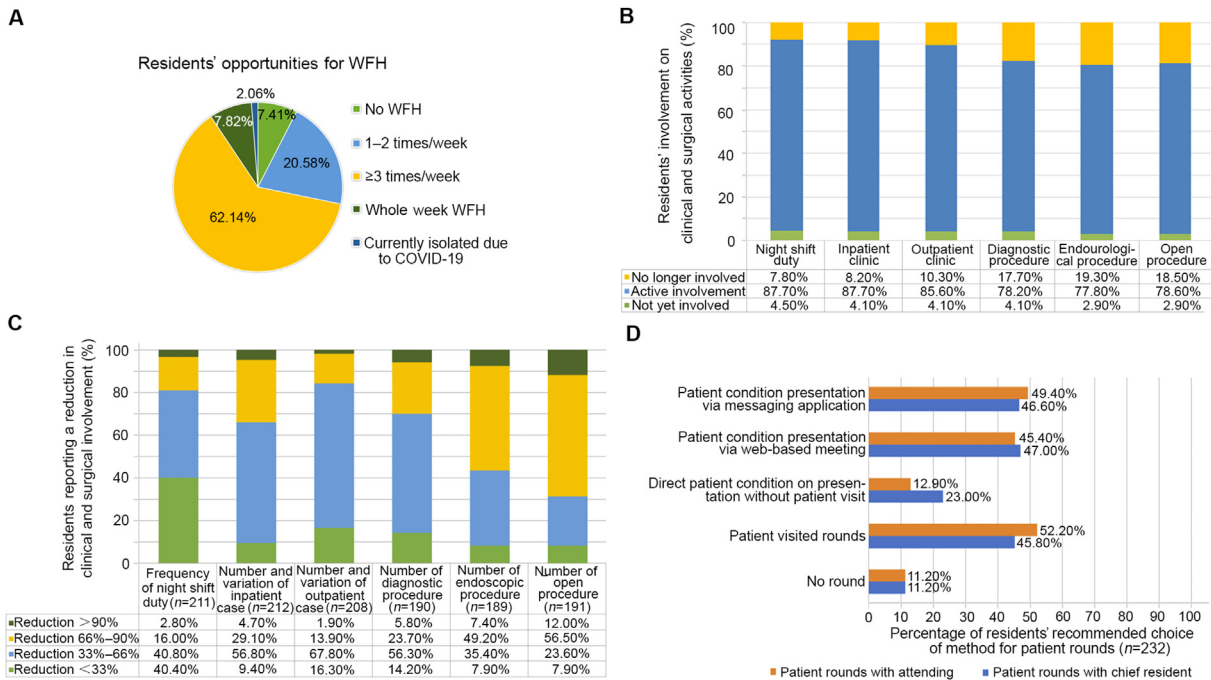 A
Residents' opportunities for WFH
2.06%
7.41%
7.82%
20.58%
62.14%
No WFH
1–2 times/week
≥3 times/week
Whole week WFH
Currently isolated due
to COVID-19
B
Residents' involvement on
clinical and surgical activities (%)
100
80
60
40
20
0
Night shift duty
Inpatient clinic
Outpatient clinic
Diagnostic procedure
Endourologi-
cal procedure
Open procedure
No longer involved 7.80% 8.20% 10.30% 17.70% 19.30% 18.50%
Active involvement 87.70% 87.70% 85.60% 78.20% 77.80% 78.60%
Not yet involved 4.50% 4.10% 4.10% 4.10% 2.90% 2.90%
C
Residents reporting a reduction in
clinical and surgical involvement (%)
100
80
60
40
20
0
Frequency
of night shift
duty (n=211)
Number and
variation of
inpatient
case (n=212)
Number and
variation of
outpatient
case (n=208)
Number of
diagnostic
procedure
(n=190)
Number of
endoscopic
procedure
(n=189)
Number of
open
procedure
(n=191)
Reduction >90% 2.80% 4.70% 1.90% 5.80% 7.40% 12.00%
Reduction 66%–90% 16.00% 29.10% 13.90% 23.70% 49.20% 56.50%
Reduction 33%–66% 40.80% 56.80% 67.80% 56.30% 35.40% 23.60%
Reduction <33% 40.40% 9.40% 16.30% 14.20% 7.90% 7.90%
D
Patient condition presentation
via messaging application
49.40%
46.60%
Patient condition presentation
via web-based meeting
45.40%
47.00%
Direct patient condition on presen-
tation without patient visit
12.90%
23.00%
Patient visited rounds
52.20%
45.80%
No round
11.20%
11.20%
0 10 20 30 40 50 60 70 80 90 100
Percentage of residents' recommended choice
of method for patient rounds (n=232)
Patient rounds with attending
Patient rounds with chief resident